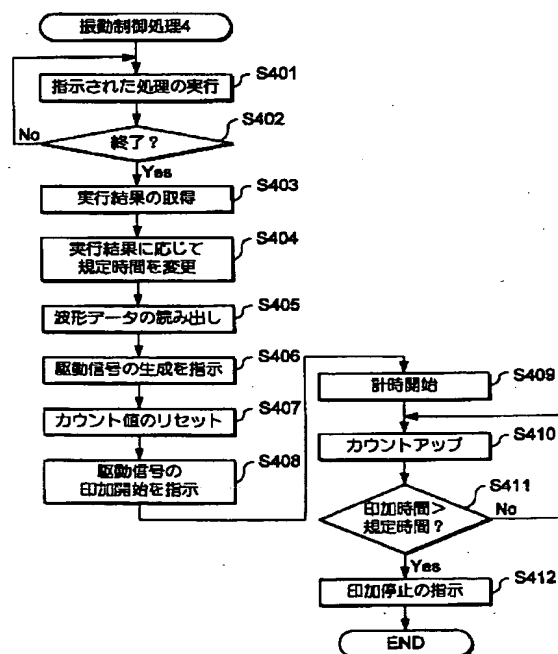 振動制御処理4
S401
指示された処理の実行
S402
終了?
No
Yes
S403
実行結果の取得
S404
実行結果に応じて
規定時間を変更
S405
波形データの読み出し
S406
駆動信号の生成を指示
S407
カウント値のリセット
S408
駆動信号の
印加開始を指示
S409
計時開始
S410
カウントアップ
S411
印加時間>
規定時間?
No
Yes
S412
印加停止の指示
END